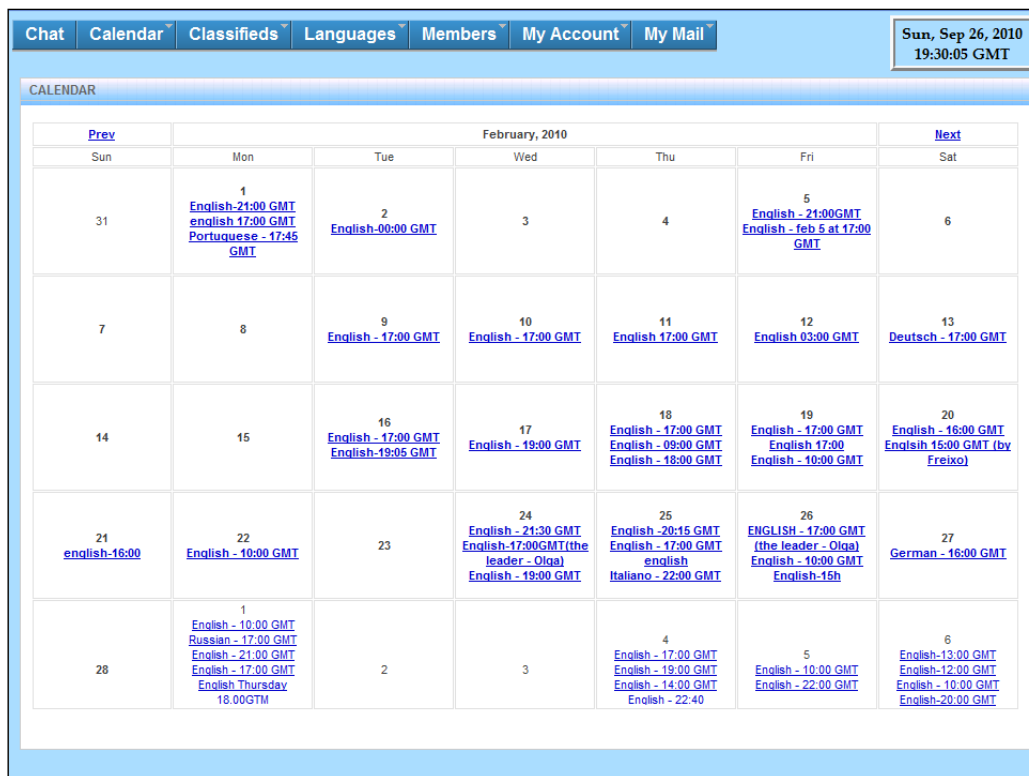 Chat Calendar Classifieds Languages Members My Account My Mail
Sun, Sep 26, 2010
19:30:05 GMT
CALENDAR
Prev February, 2010 Next
Sun Mon Tue Wed Thu Fri Sat
31
1
English-21:00 GMT
english 17:00 GMT
Portuguese - 17:45
GMT
2
English-00:00 GMT
3
4
5
English - 21:00GMT
English - feb 5 at 17:00
GMT
6
7
8
9
English - 17:00 GMT
10
English - 17:00 GMT
11
English 17:00 GMT
12
English 03:00 GMT
13
Deutsch - 17:00 GMT
14
15
16
English - 17:00 GMT
English-19:05 GMT
17
English - 19:00 GMT
18
English - 17:00 GMT
English - 09:00 GMT
English - 18:00 GMT
19
English - 17:00 GMT
English 17:00
English - 10:00 GMT
20
English - 16:00 GMT
Englsih 15:00 GMT (by
Freixo)
21
english-16:00
22
English - 10:00 GMT
23
24
English - 21:30 GMT
English-17:00GMT(the
leader - Olga)
English - 19:00 GMT
25
English -20:15 GMT
English - 17:00 GMT
english
Italiano - 22:00 GMT
26
ENGLISH - 17:00 GMT
(the leader - Olga)
English - 10:00 GMT
English-15h
27
German - 16:00 GMT
28
1
English - 10:00 GMT
Russian - 17:00 GMT
English - 21:00 GMT
English - 17:00 GMT
English Thursday
18.00GTM
2
3
4
English - 17:00 GMT
English - 19:00 GMT
English - 14:00 GMT
English - 22:40
5
English - 10:00 GMT
English - 22:00 GMT
6
English-13:00 GMT
English-12:00 GMT
English - 10:00 GMT
English-20:00 GMT